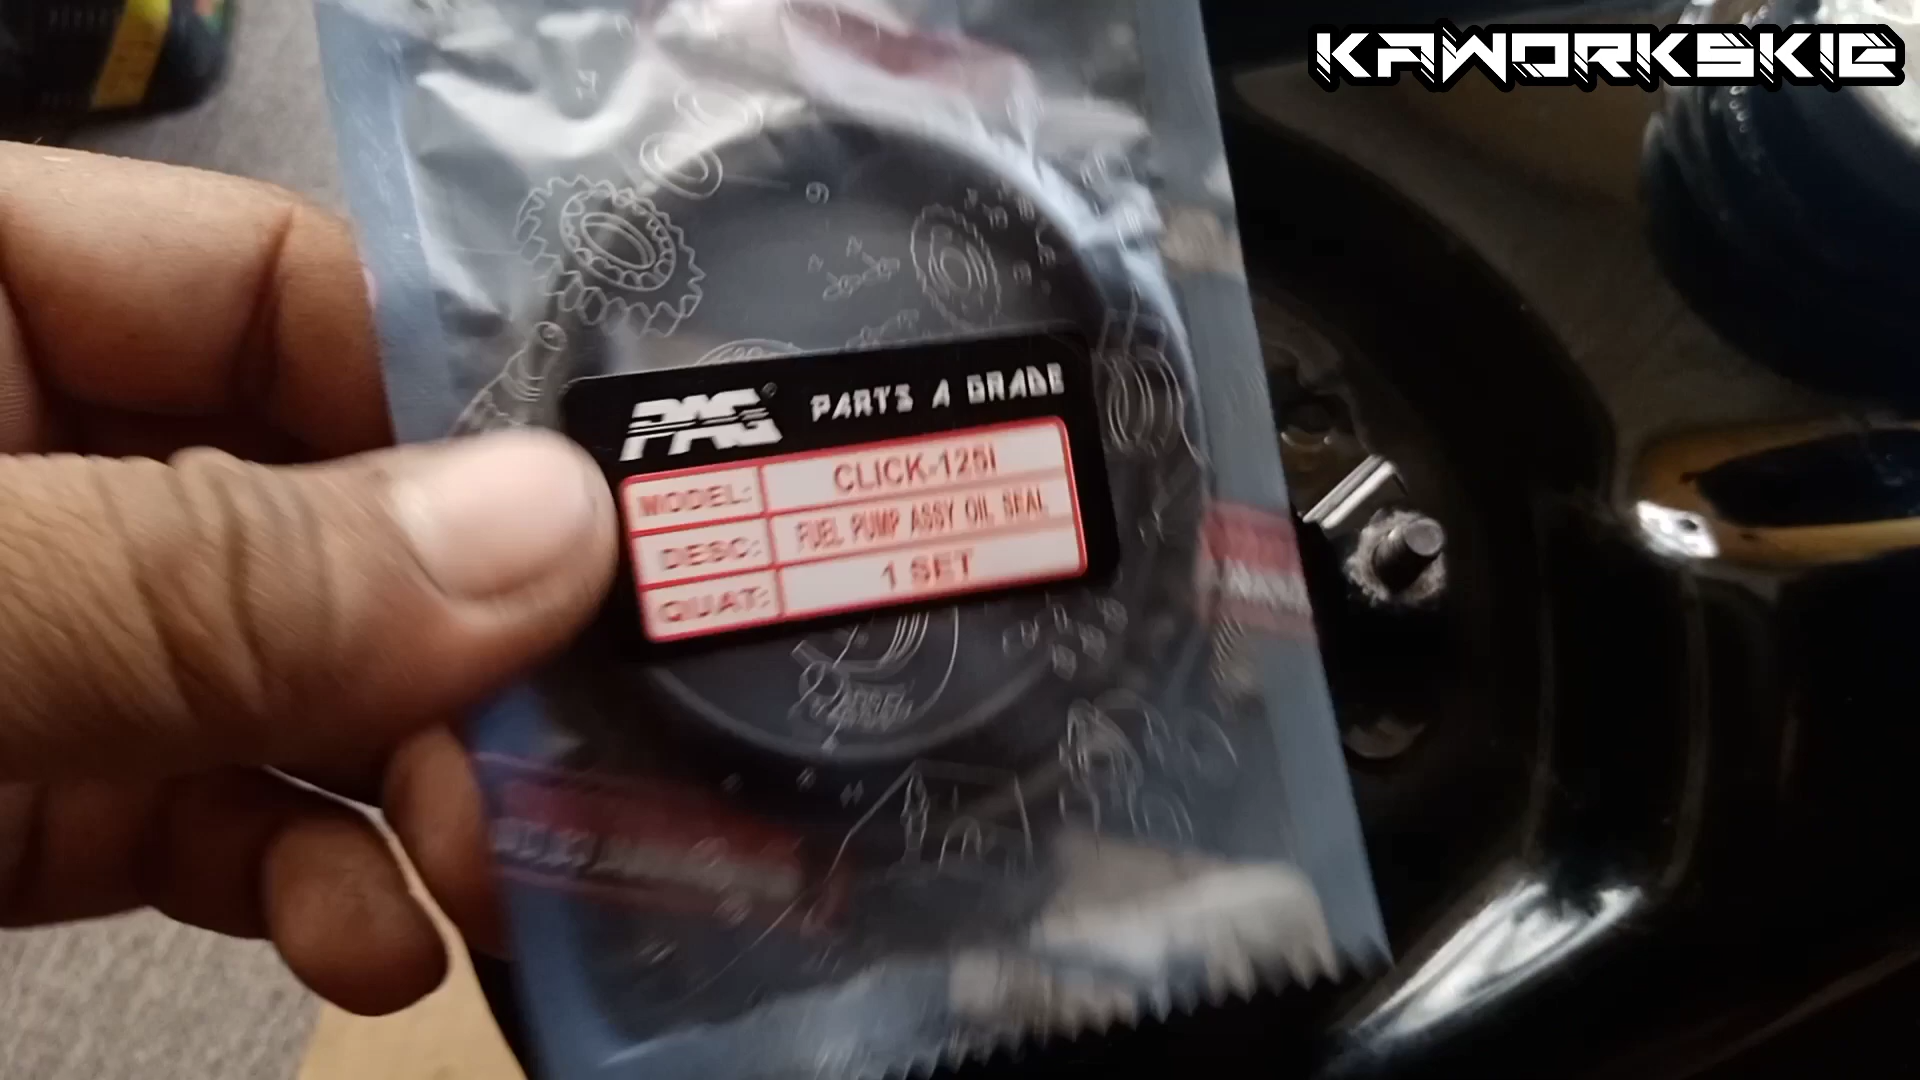 KAWORKSKIE
PAG® PARTS A GRADE
MODEL: CLICK-125I
DESC: FUEL PUMP ASSY OIL SEAL
QUAT: 1 SET